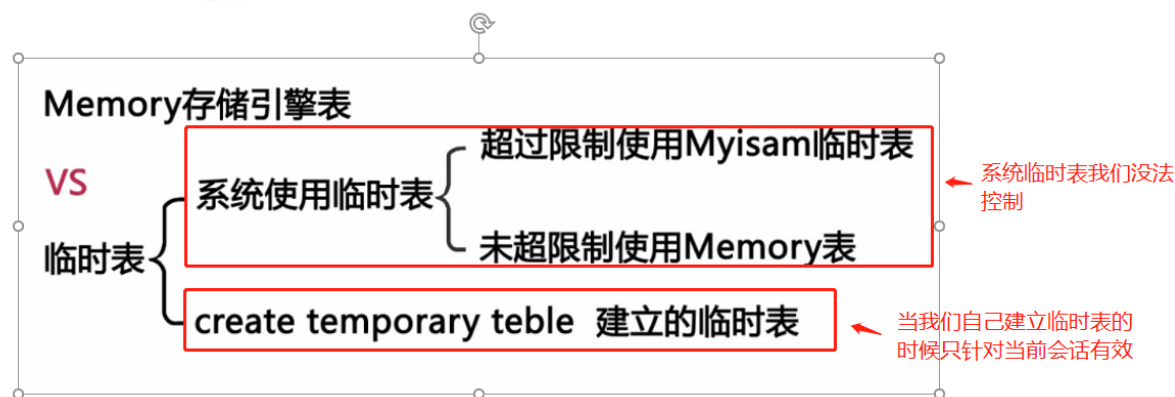 Memory存储引擎表
VS
临时表
系统使用临时表
超过限制使用Myisam临时表
未超限制使用Memory表
create temporary teble 建立的临时表
系统临时表我们没法
控制
当我们自己建立临时表的
时候只针对当前会话有效